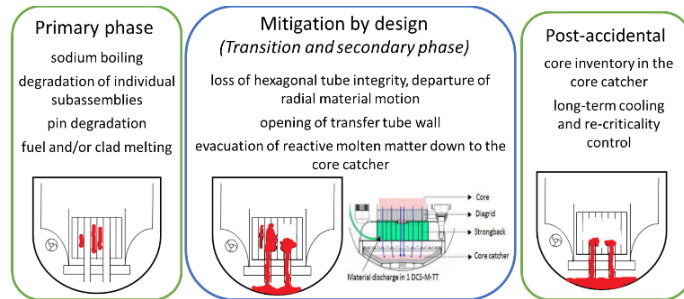 Primary phase
sodium boiling
degradation of individual
subassemblies
pin degradation
fuel and/or clad melting
Mitigation by design
(Transition and secondary phase)
loss of hexagonal tube integrity, departure of
radial material motion
opening of transfer tube wall
evacuation of reactive molten matter down to the
core catcher
Core
Diagrid
Strongback
Core catcher
Material discharge in 1 DCS-M-TT
Post-accidental
core inventory in the
core catcher
long-term cooling
and re-criticality
control